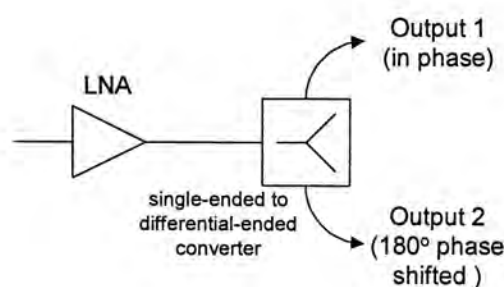 Output 1
(in phase)
LNA
single-ended to
differential-ended
converter
Output 2
(180° phase
shifted )